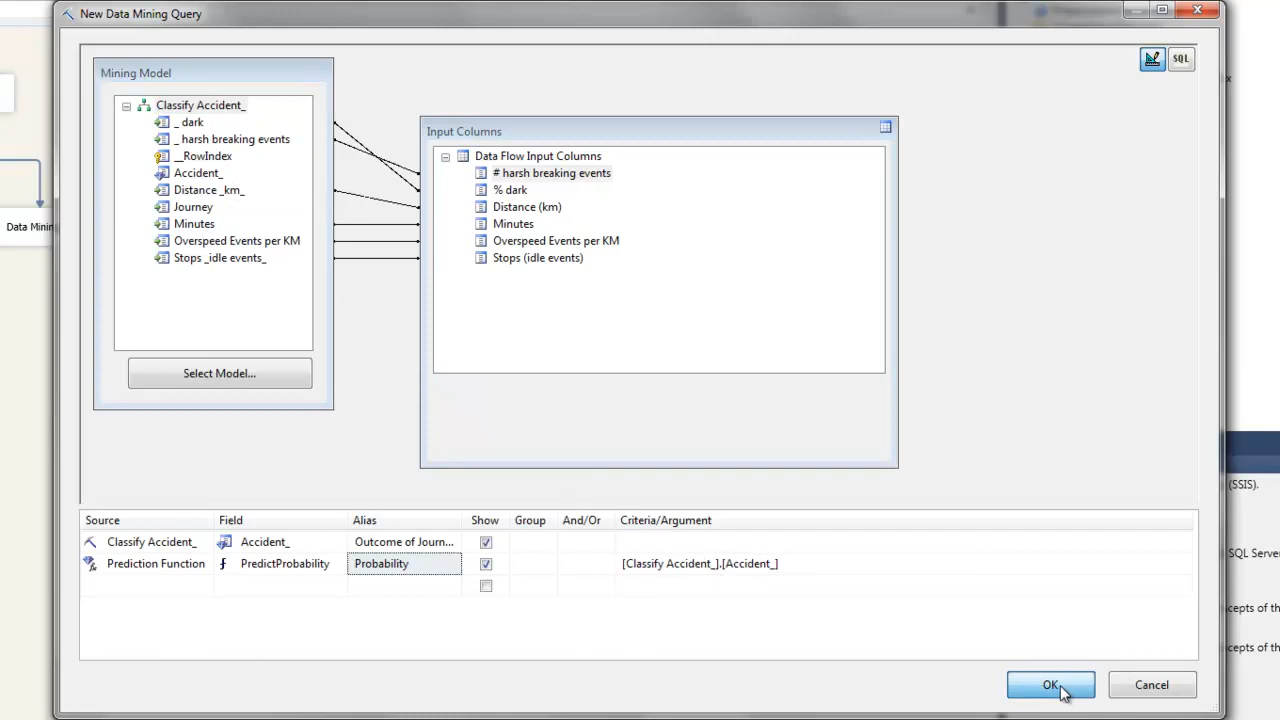 New Data Mining Query
SQL
Mining Model
Classify Accident_
_ dark
_ harsh breaking events
__RowIndex
Accident_
Distance _km_
Journey
Minutes
Overspeed Events per KM
Stops _idle events_
Select Model...
Input Columns
Data Flow Input Columns
# harsh breaking events
% dark
Distance (km)
Minutes
Overspeed Events per KM
Stops (idle events)
Data Minin
Source Field Alias Show Group And/Or Criteria/Argument
Classify Accident_ Accident_ Outcome of Journ...
Prediction Function PredictProbability Probability [Classify Accident_].[Accident_]
OK Cancel
x
(SSIS).
SQL Server
cepts of the
cepts of the